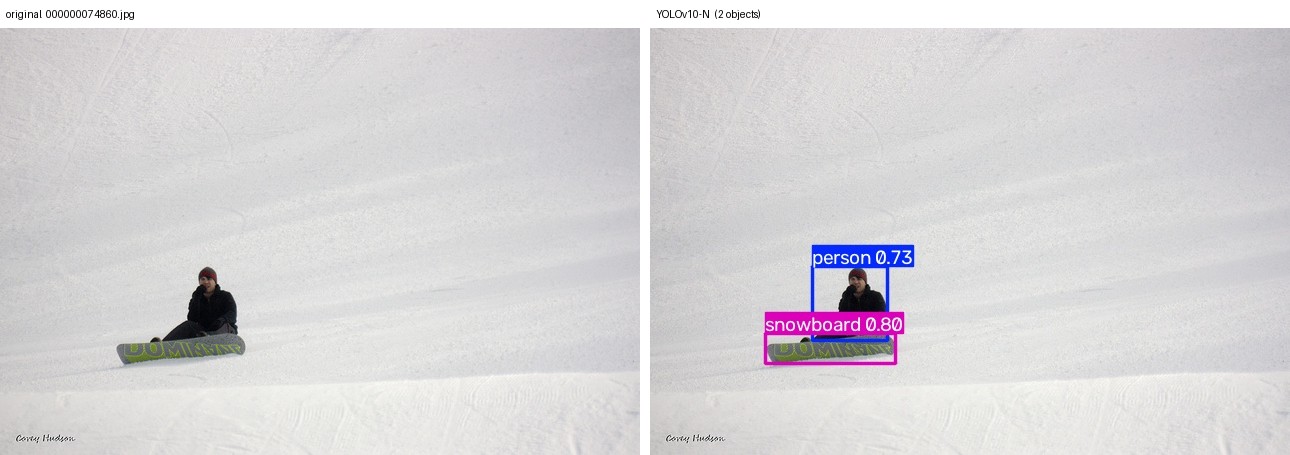 original 000000074860.jpg
YOLOv10-N (2 objects)
person 0.73
snowboard 0.80
Corey Hudson
Corey Hudson